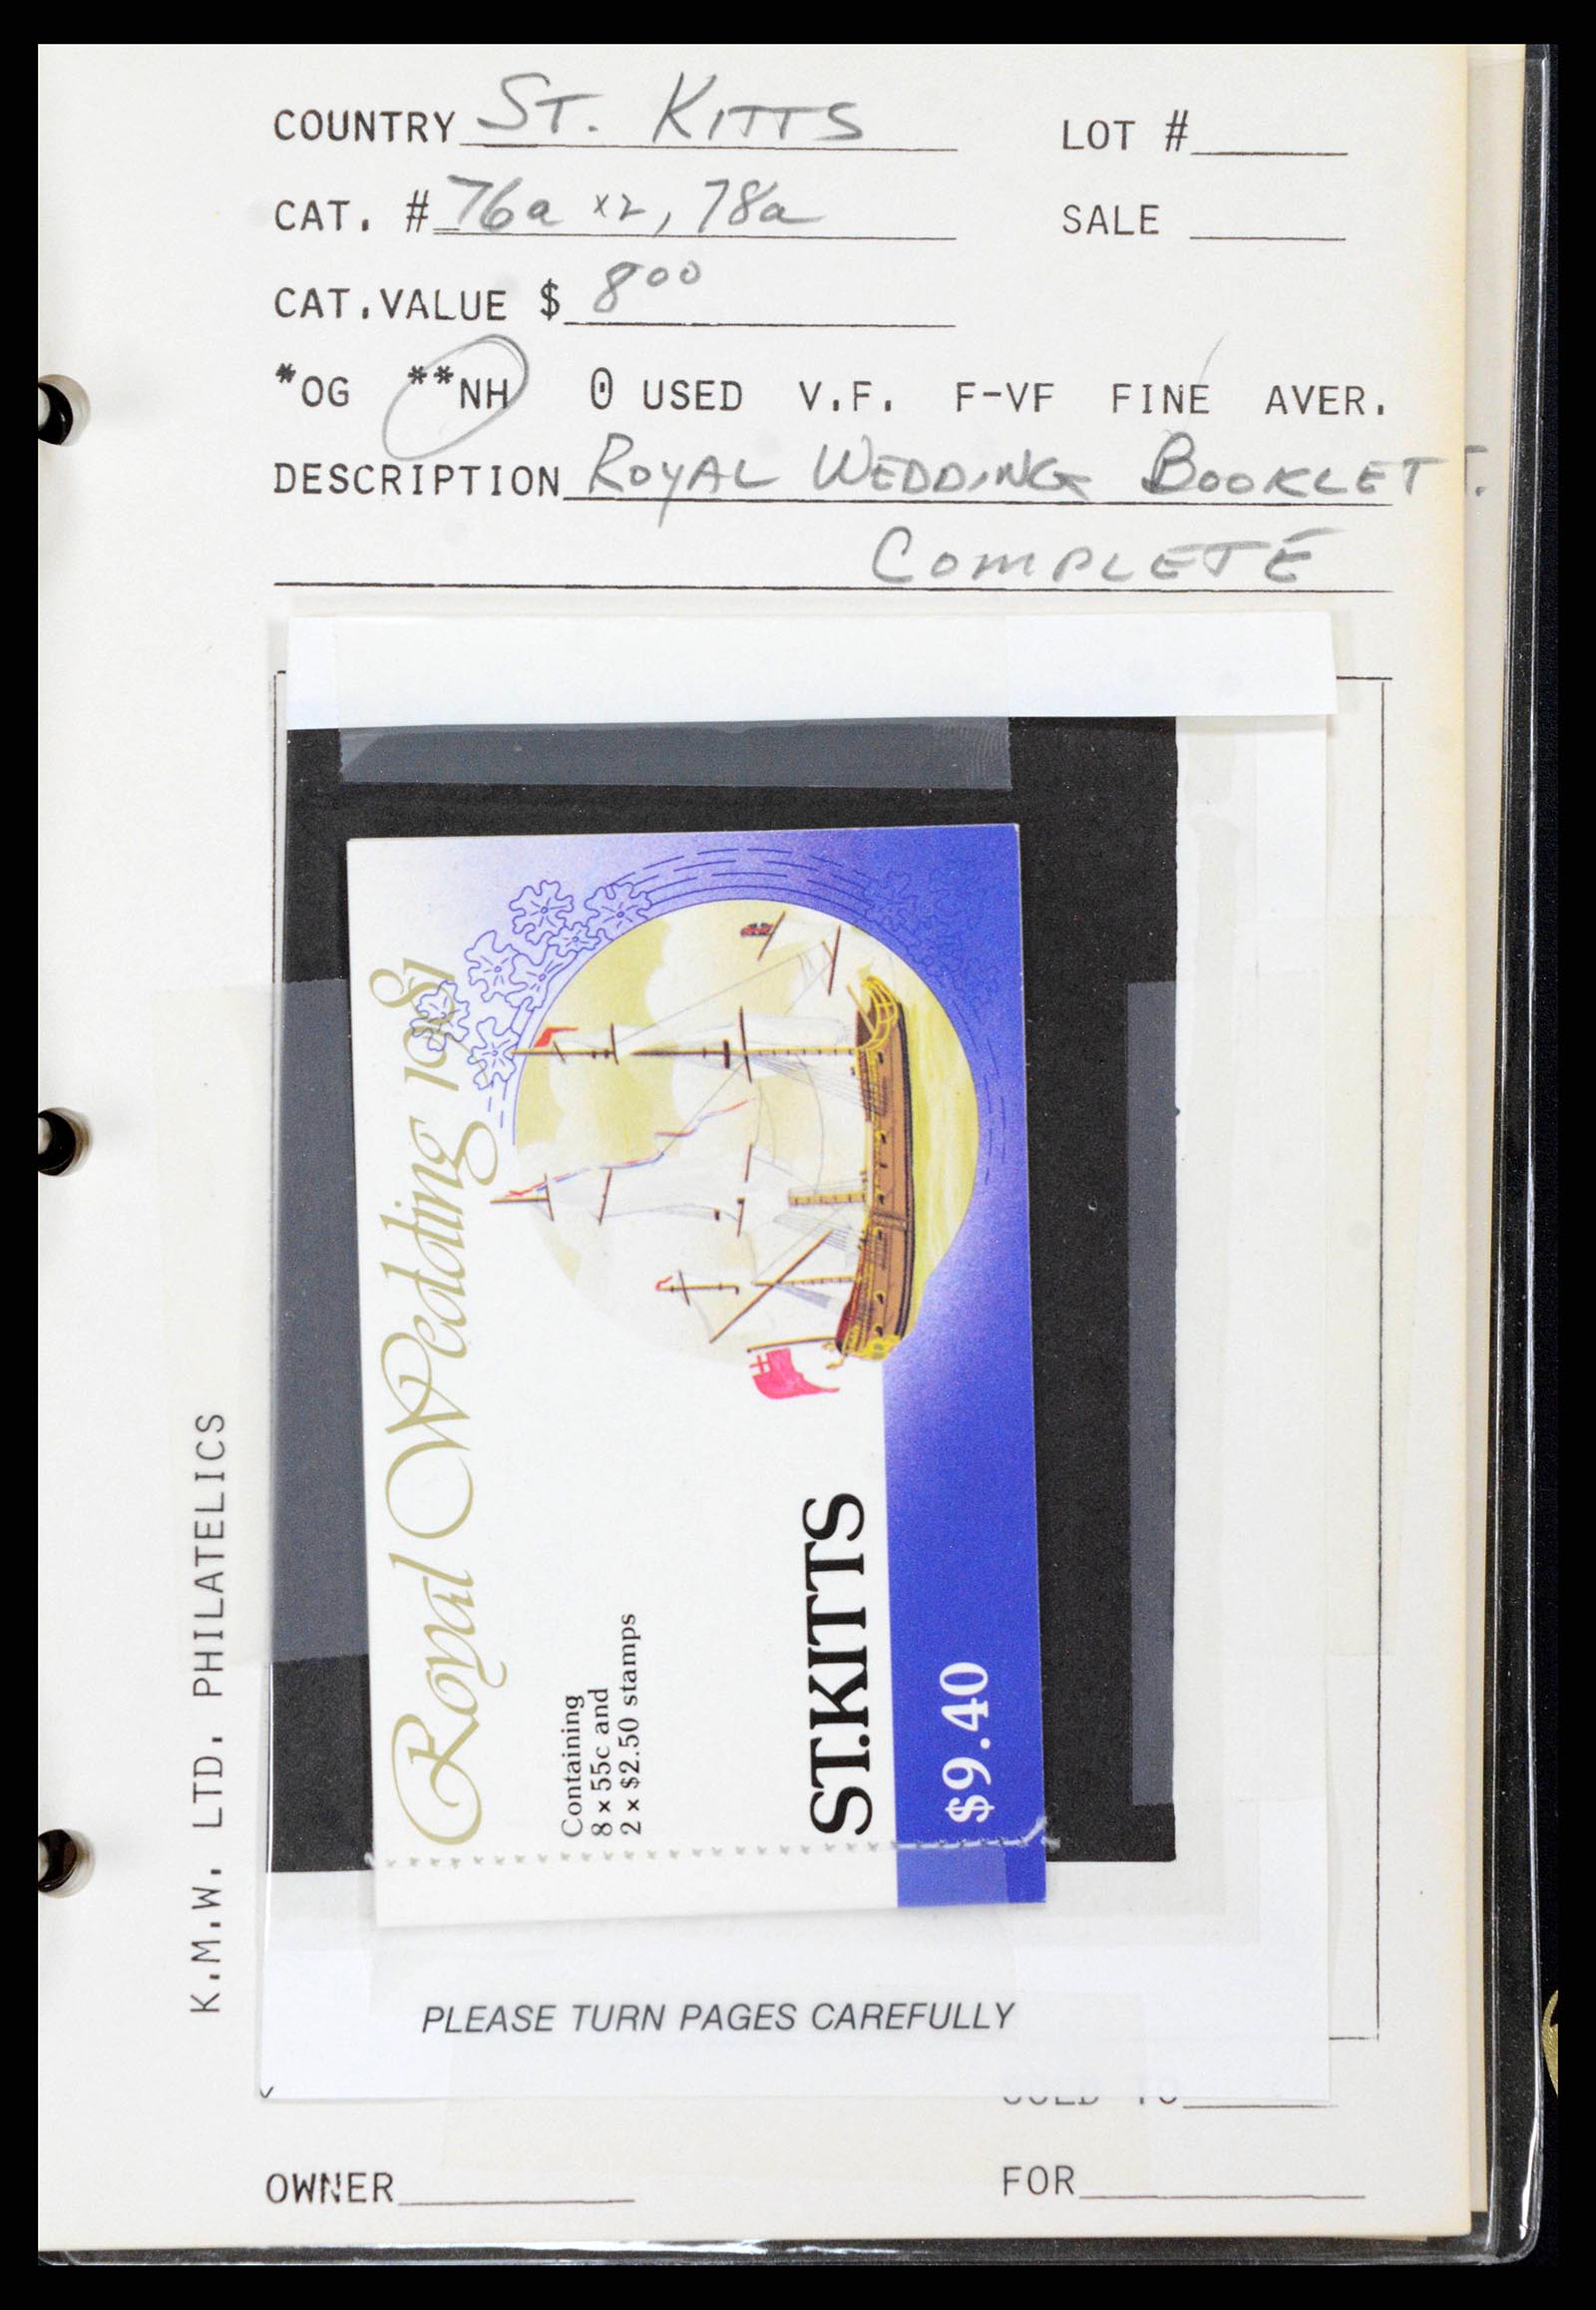 COUNTRY ST. KITTS LOT #
CAT. # 76a x2, 78a SALE
CAT.VALUE $ 8 00
*OG **NH 0 USED V.F. F-VF FINE AVER.
DESCRIPTION ROYAL WEDDING BOOKLET
COMPLETE
Royal Wedding 1981
Containing
8 x 55c and
2 x $2.50 stamps
ST.KITTS
$9.40
K.M.W. LTD. PHILATELICS
PLEASE TURN PAGES CAREFULLY
OWNER FOR